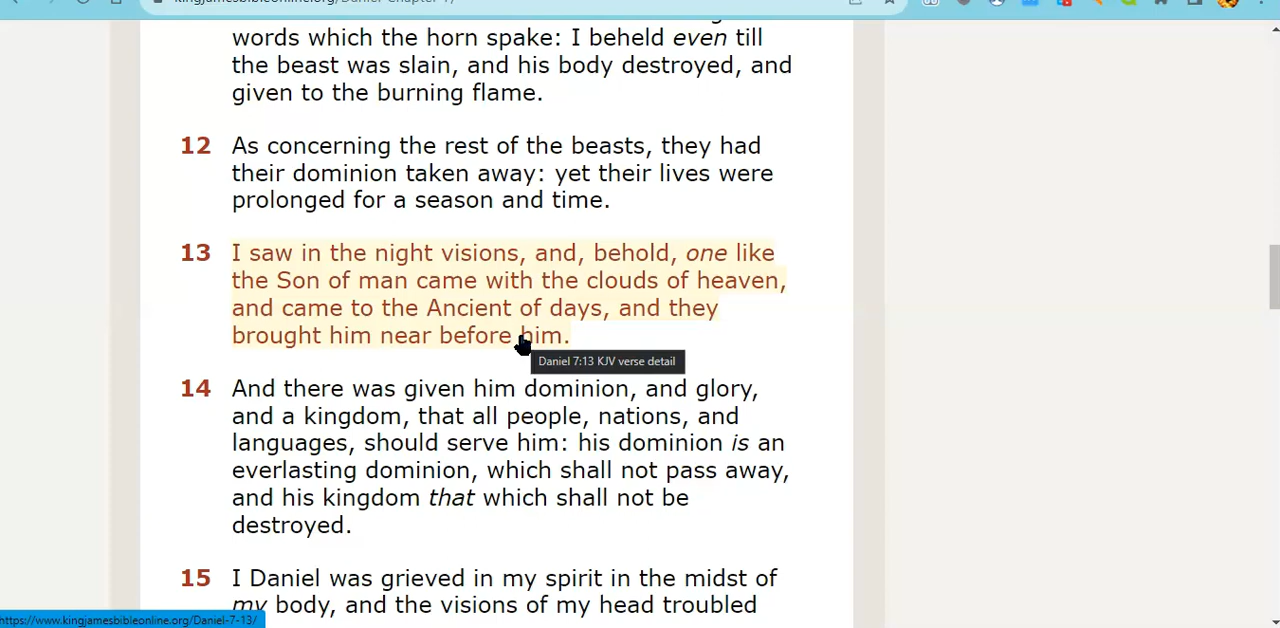 words which the horn spake: I beheld even till
the beast was slain, and his body destroyed, and
given to the burning flame.
12 As concerning the rest of the beasts, they had
their dominion taken away: yet their lives were
prolonged for a season and time.
13 I saw in the night visions, and, behold, one like
the Son of man came with the clouds of heaven,
and came to the Ancient of days, and they
brought him near before him.
Daniel 7:13 KJV verse detail
14 And there was given him dominion, and glory,
and a kingdom, that all people, nations, and
languages, should serve him: his dominion is an
everlasting dominion, which shall not pass away,
and his kingdom that which shall not be
destroyed.
15 I Daniel was grieved in my spirit in the midst of
my body, and the visions of my head troubled
https://www.kingjamesbibleonline.org/Daniel-7-13/